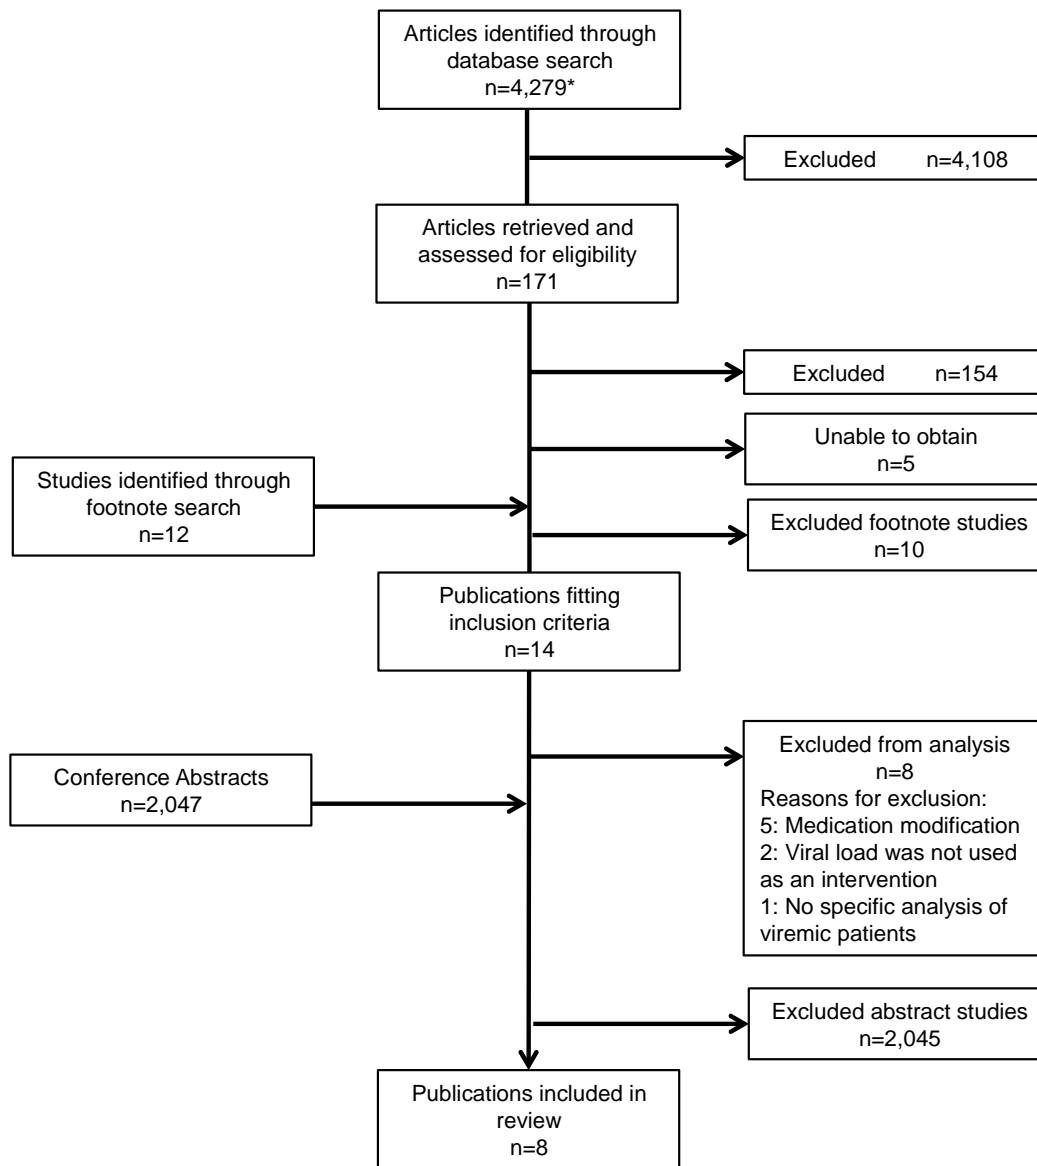 Articles identified through
database search
n=4,279*
Excluded n=4,108
Articles retrieved and
assessed for eligibility
n=171
Excluded n=154
Unable to obtain
n=5
Studies identified through
footnote search
n=12
Excluded footnote studies
n=10
Publications fitting
inclusion criteria
n=14
Excluded from analysis
n=8
Reasons for exclusion:
5: Medication modification
2: Viral load was not used
as an intervention
1: No specific analysis of
viremic patients
Conference Abstracts
n=2,047
Excluded abstract studies
n=2,045
Publications included in
review
n=8